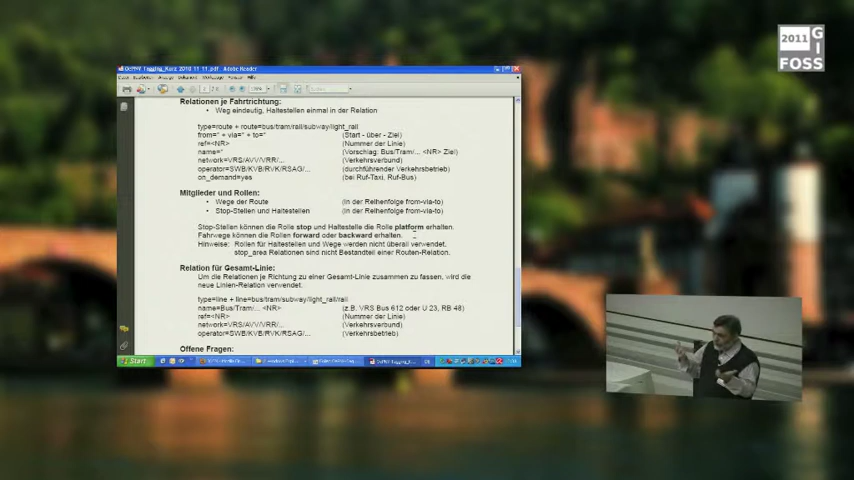 2011
GI
FOSS
Relationen je Fahrtrichtung:
• Weg eindeutig, Haltestellen einmal in der Relation
type=route + route=bus/tram/rail/subway/light_rail
from=* + via=* + to=* (Start - über - Ziel)
ref=<NR> (Nummer der Linie)
name=* (Vorschlag: Bus/Tram/... <NR> Ziel)
network=VRS/AVV/VRR/... (Verkehrsverbund)
operator=SWB/KVB/RVK/RSAG/... (durchführender Verkehrsbetrieb)
on_demand=yes (bei Ruf-Taxi, Ruf-Bus)
Mitglieder und Rollen:
• Wege der Route (in der Reihenfolge from-via-to)
• Stop-Stellen und Haltestellen (in der Reihenfolge from-via-to)
Stop-Stellen können die Rolle stop und Haltestelle die Rolle platform erhalten.
Fahrwege können die Rollen forward oder backward erhalten.
Hinweise: Rollen für Haltestellen und Wege werden nicht überall verwendet.
stop_area Relationen sind nicht Bestandteil einer Routen-Relation.
Relation für Gesamt-Linie:
Um die Relationen je Richtung zu einer Gesamt-Linie zusammen zu fassen, wird die
neue Linien-Relation verwendet.
type=line + line=bus/tram/subway/light_rail/rail
name=Bus/Tram/... <NR> (z.B. VRS Bus 612 oder U 23, RB 48)
ref=<NR> (Nummer der Linie)
network=VRS/AVV/VRR/... (Verkehrsverbund)
operator=SWB/KVB/RVK/RSAG/... (Verkehrsbetrieb)
Offene Fragen:
Start